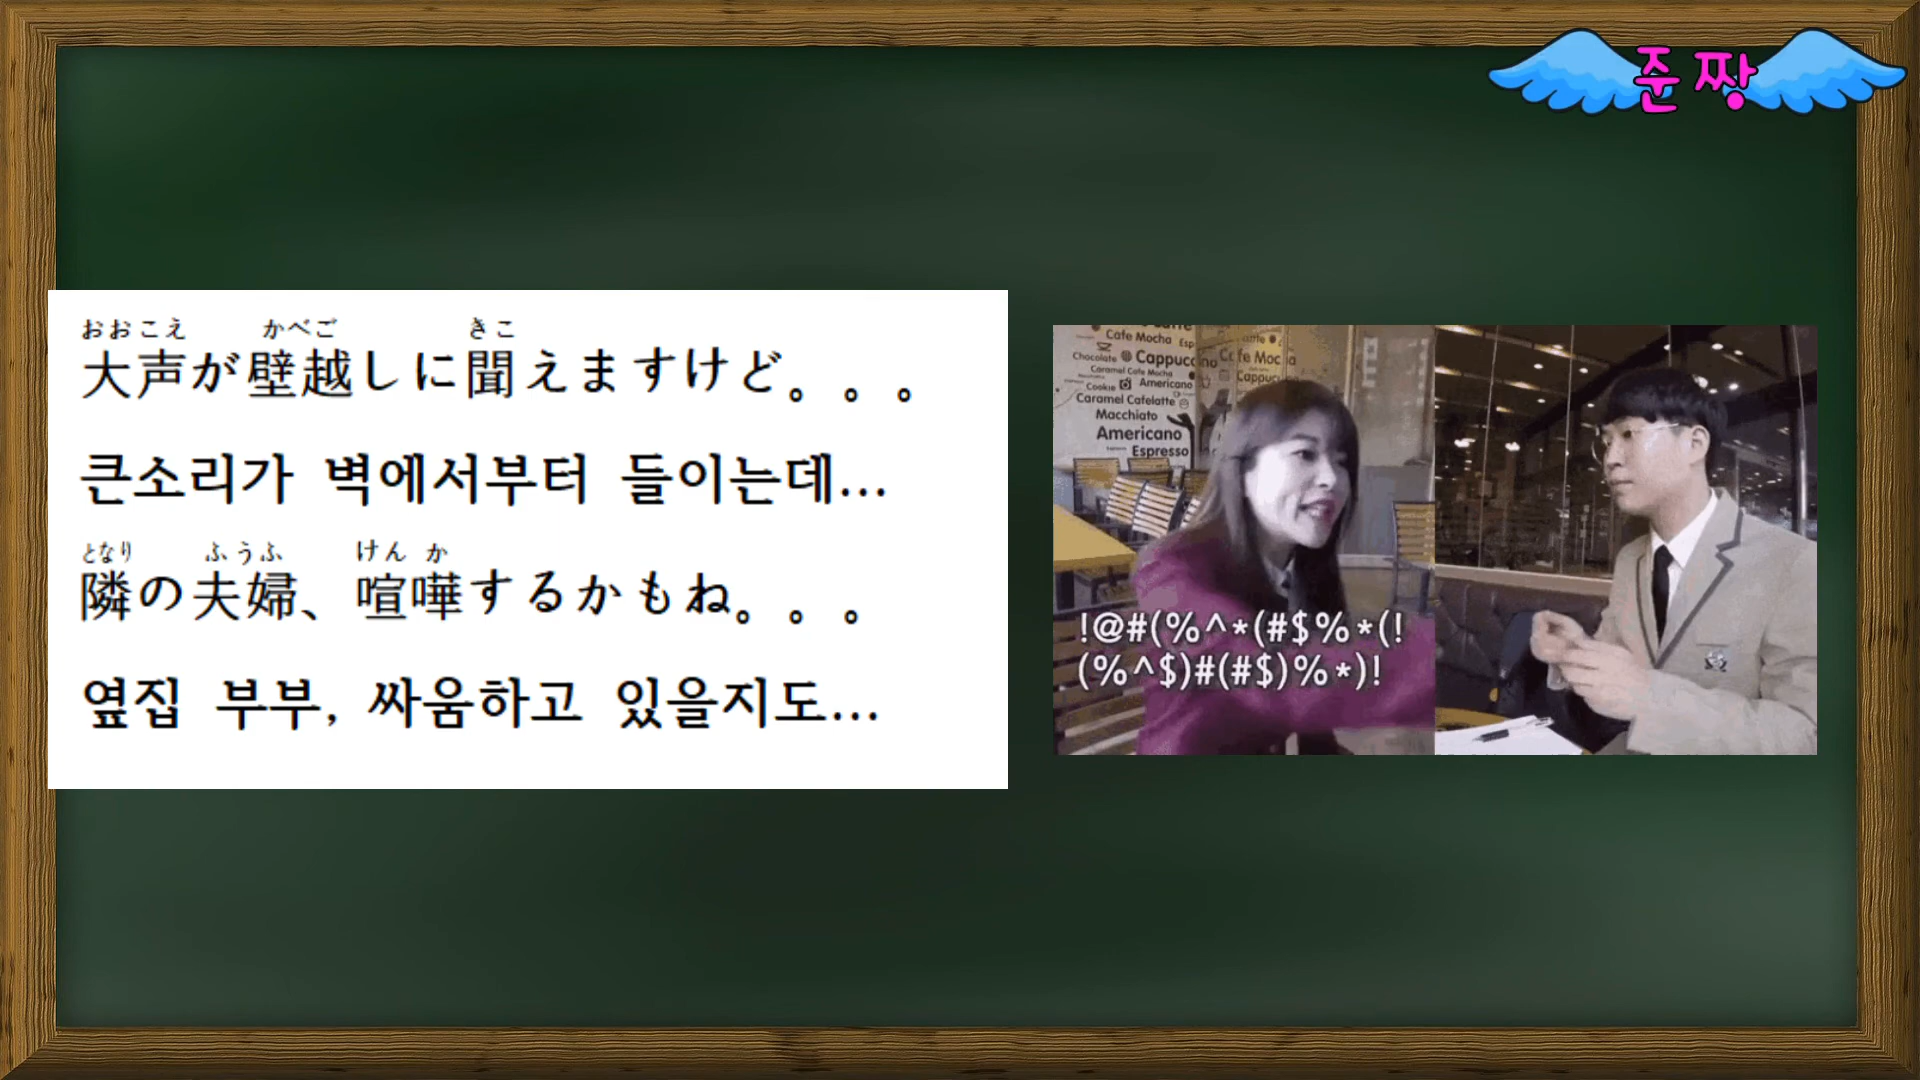 준 짱
おおこえ かべご きこ
大声が壁越しに聞えますけど。。。
큰소리가 벽에서부터 들이는데...
となり ふうふ けん か
隣の夫婦、喧嘩するかもね。。。
옆집 부부, 싸움하고 있을지도...
Cafe Mocha
Chocolate Cappucc
Caramel Cafe Mocha
Cookie Americano
Caramel Cafelatte
Macchiato
Americano
Espresso
!@#(%^*(#$%*(!
(%^$)#(#$)%*)!